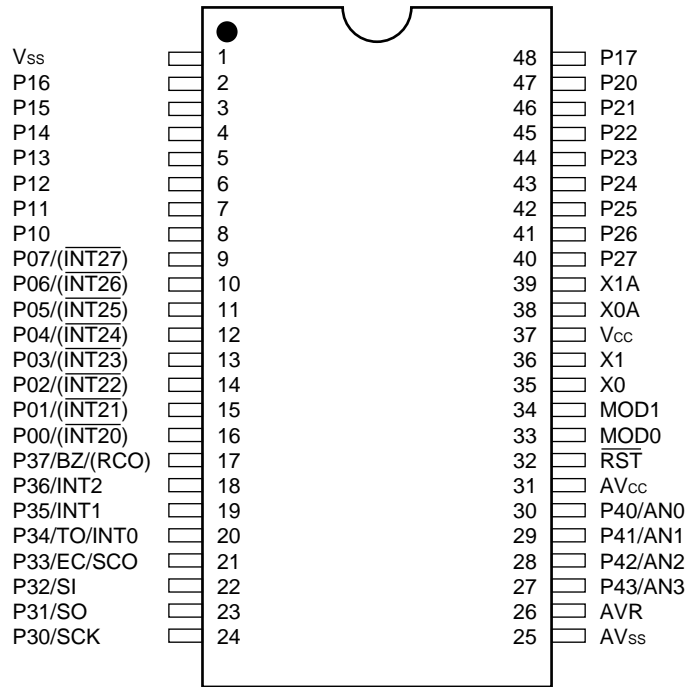 Vss 1 48 P17
P16 2 47 P20
P15 3 46 P21
P14 4 45 P22
P13 5 44 P23
P12 6 43 P24
P11 7 42 P25
P10 8 41 P26
P07/(INT27) 9 40 P27
P06/(INT26) 10 39 X1A
P05/(INT25) 11 38 X0A
P04/(INT24) 12 37 Vcc
P03/(INT23) 13 36 X1
P02/(INT22) 14 35 X0
P01/(INT21) 15 34 MOD1
P00/(INT20) 16 33 MOD0
P37/BZ/(RCO) 17 32 RST
P36/INT2 18 31 AVcc
P35/INT1 19 30 P40/AN0
P34/TO/INT0 20 29 P41/AN1
P33/EC/SCO 21 28 P42/AN2
P32/SI 22 27 P43/AN3
P31/SO 23 26 AVR
P30/SCK 24 25 AVss